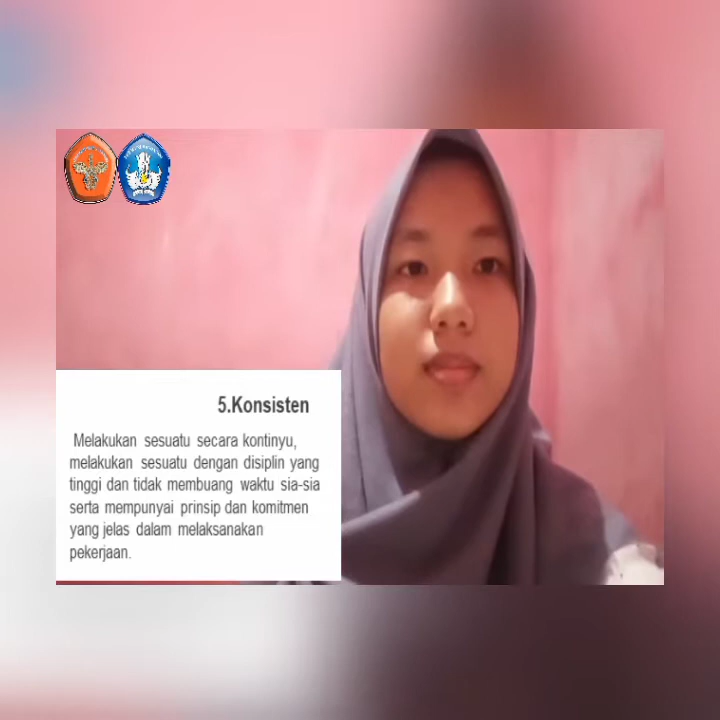 5.Konsisten
Melakukan sesuatu secara kontinyu,
melakukan sesuatu dengan disiplin yang
tinggi dan tidak membuang waktu sia-sia
serta mempunyai prinsip dan komitmen
yang jelas dalam melaksanakan
pekerjaan.